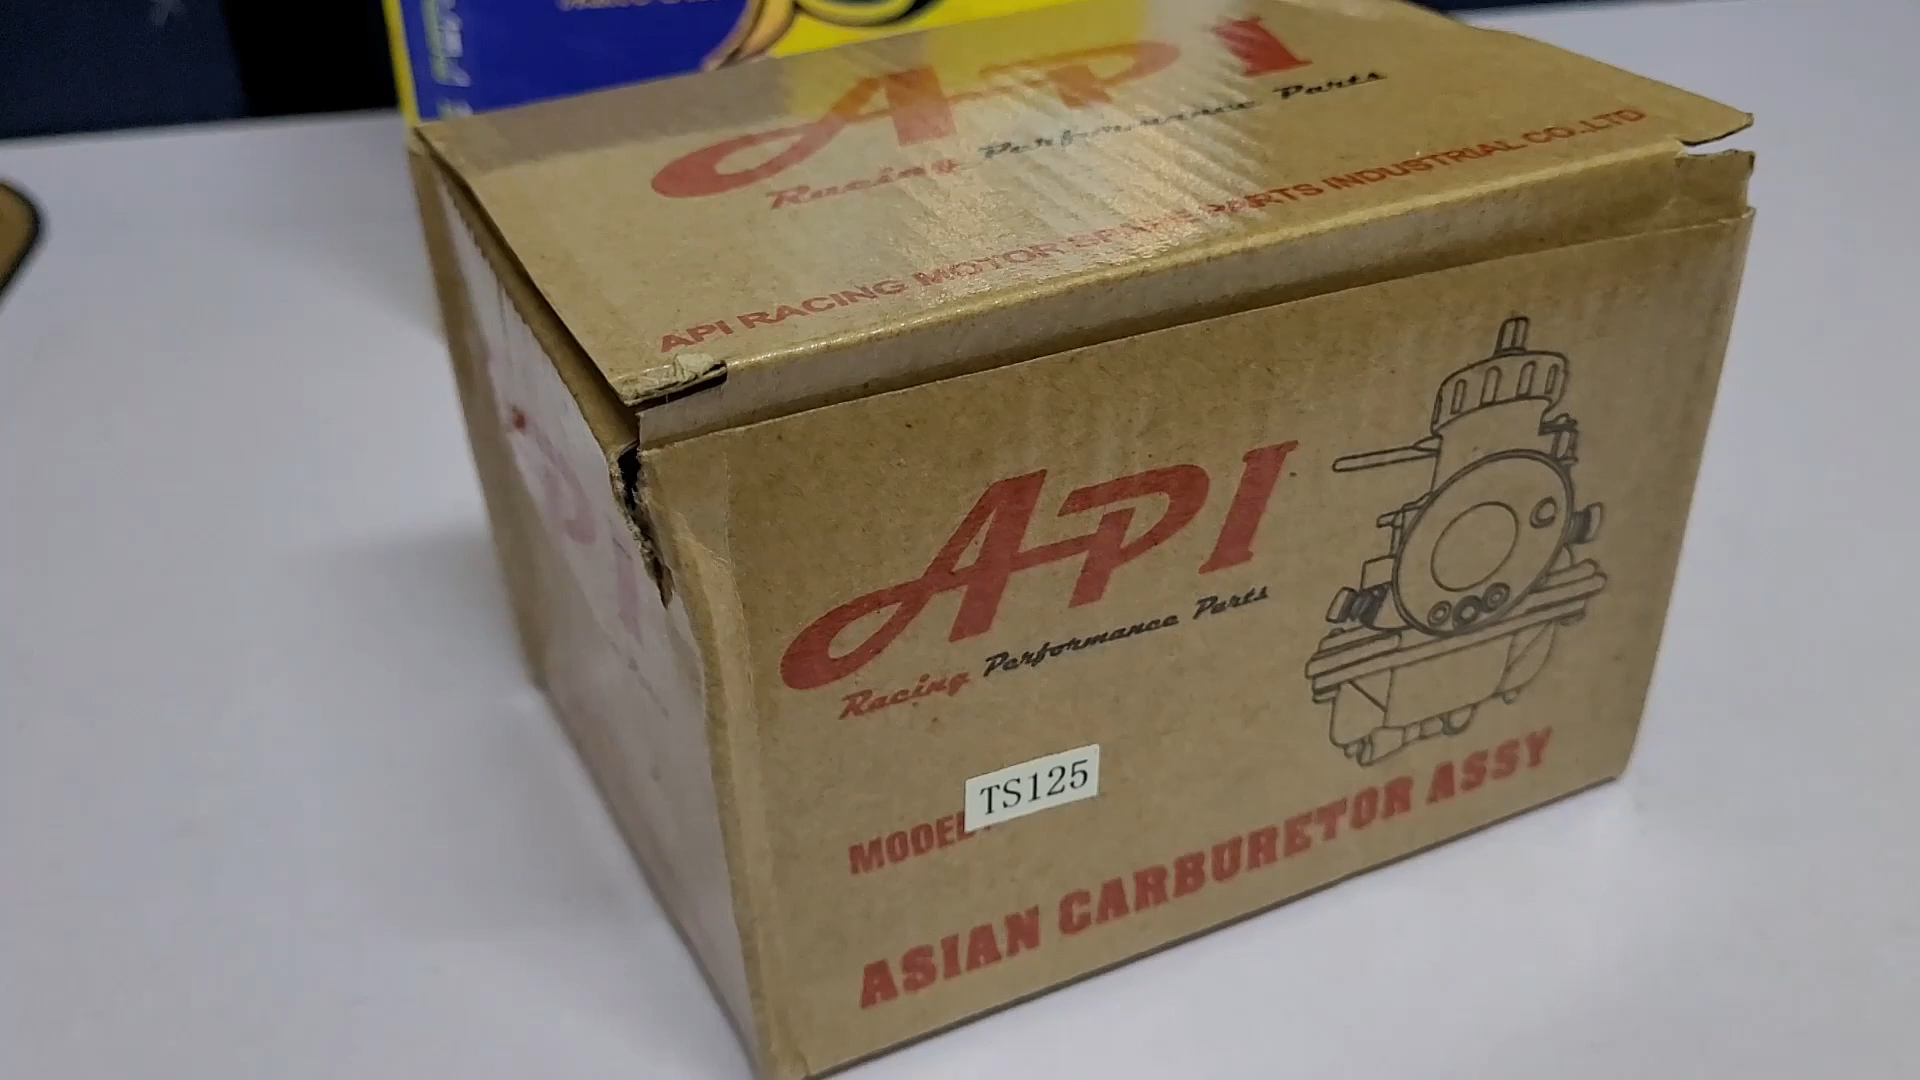 API
Racing Performance Parts
API RACING MOTOR SPARE PARTS INDUSTRIAL CO.,LTD
API
Racing Performance Parts
TS125
MODEL
ASIAN CARBURETOR ASSY